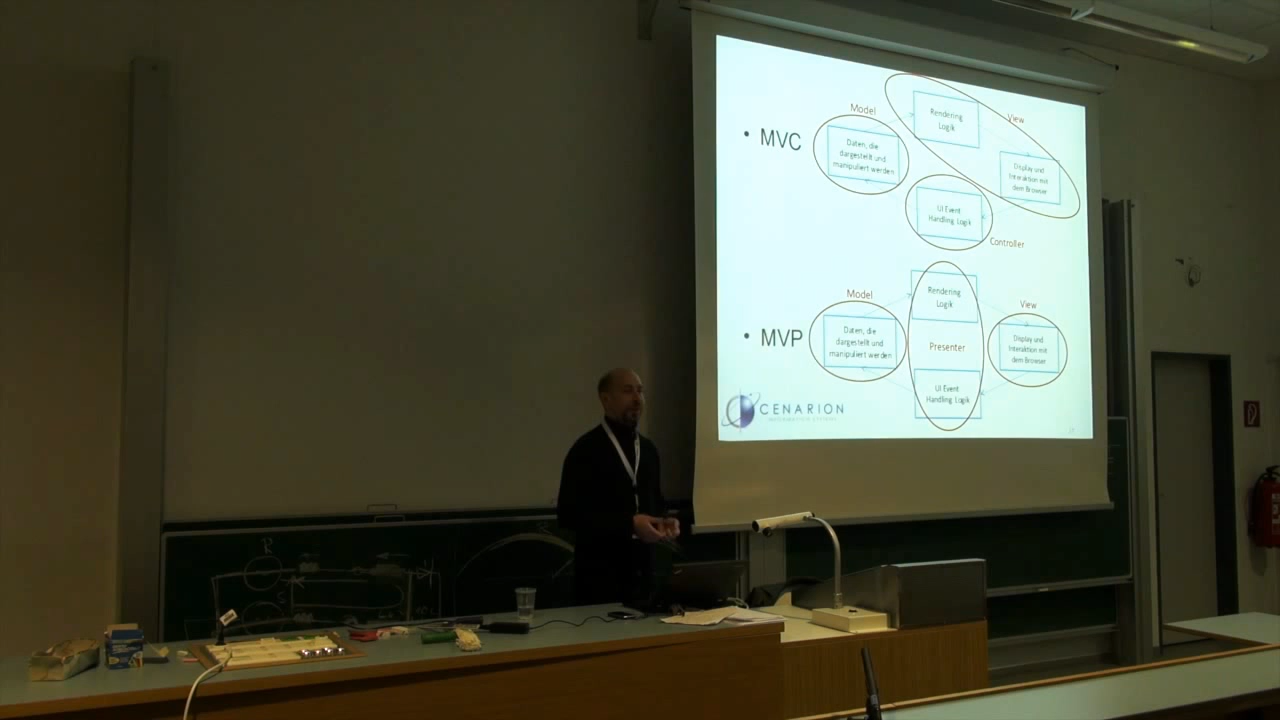 • MVC
Model
Daten, die
dargestellt und
manipuliert werden
Rendering
Logik
View
Display und
Interaktion mit
dem Browser
UI Event
Handling Logik
Controller
• MVP
Model
Daten, die
dargestellt und
manipuliert werden
Rendering
Logik
Presenter
UI Event
Handling Logik
View
Display und
Interaktion mit
dem Browser
CENARION
INFORMATION SYSTEMS
R
S